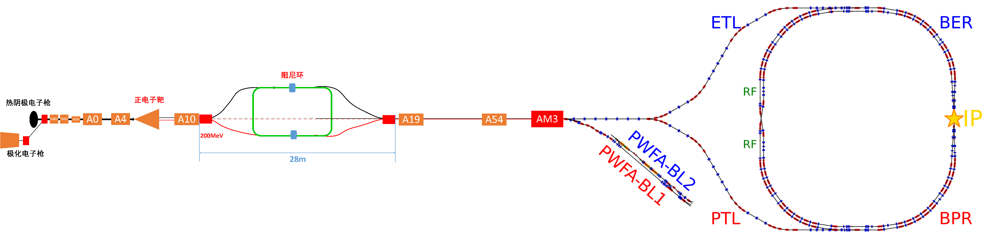 热阴极电子枪
极化电子枪
SHB1
SHB2
BUN
A0
A4
正电子靶
A10
200MeV
阻尼环
28m
A19
A54
AM3
PWFA-BL2
PWFA-BL1
ETL
PTL
RF
RF
BER
IP
BPR